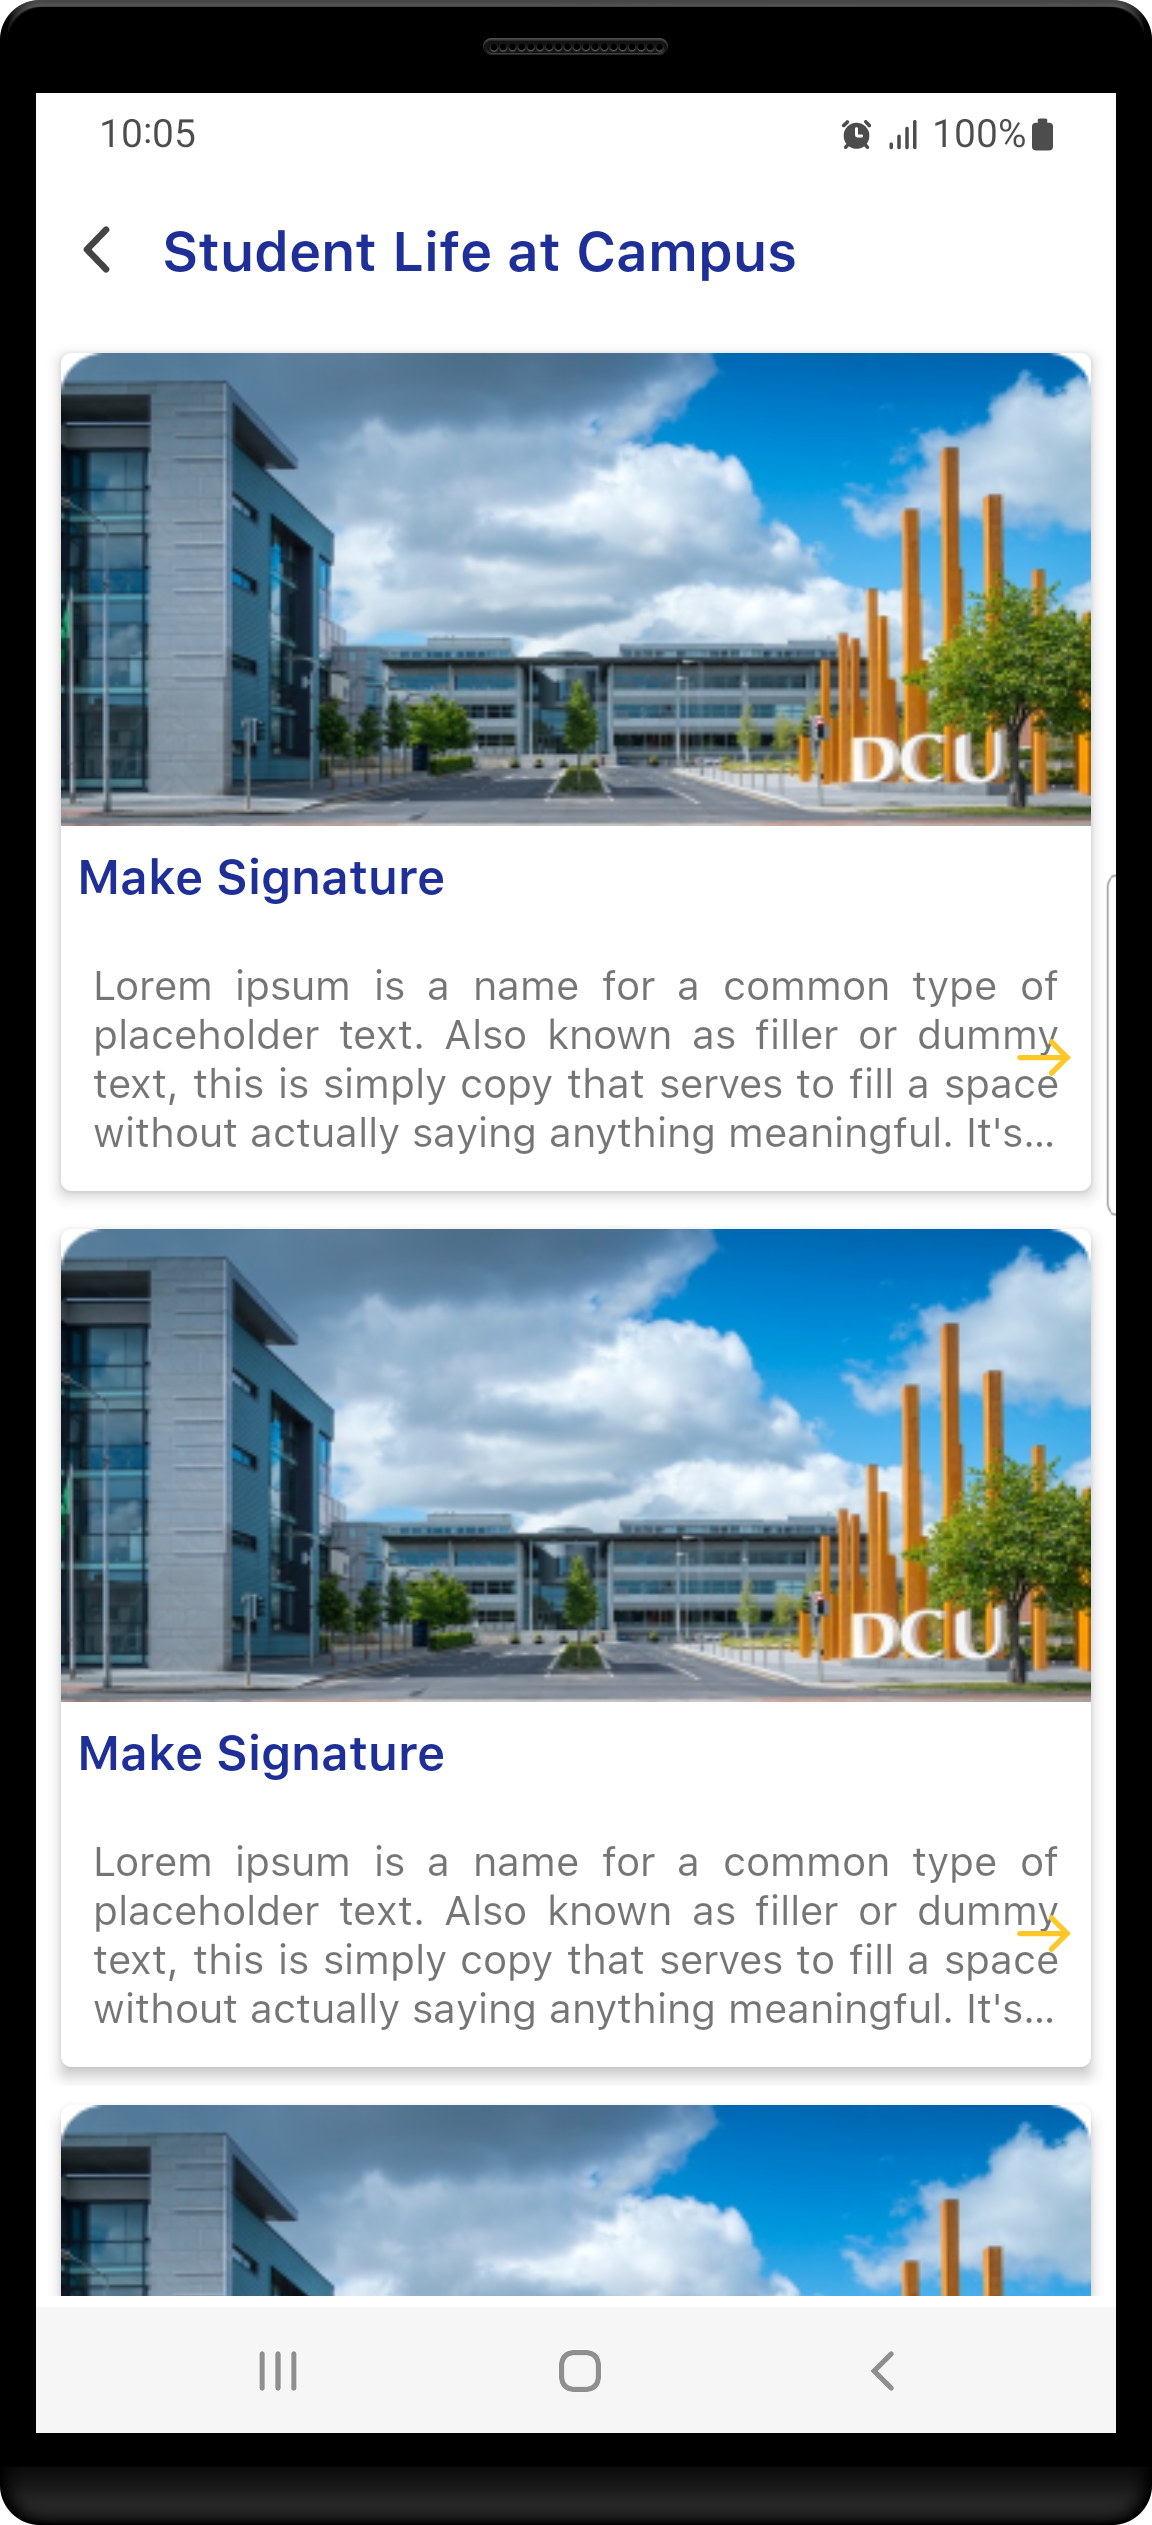 10:05
100%
Student Life at Campus
DCU
Make Signature
Lorem ipsum is a name for a common type of
placeholder text. Also known as filler or dummy
text, this is simply copy that serves to fill a space
without actually saying anything meaningful. It's...
DCU
Make Signature
Lorem ipsum is a name for a common type of
placeholder text. Also known as filler or dummy
text, this is simply copy that serves to fill a space
without actually saying anything meaningful. It's...